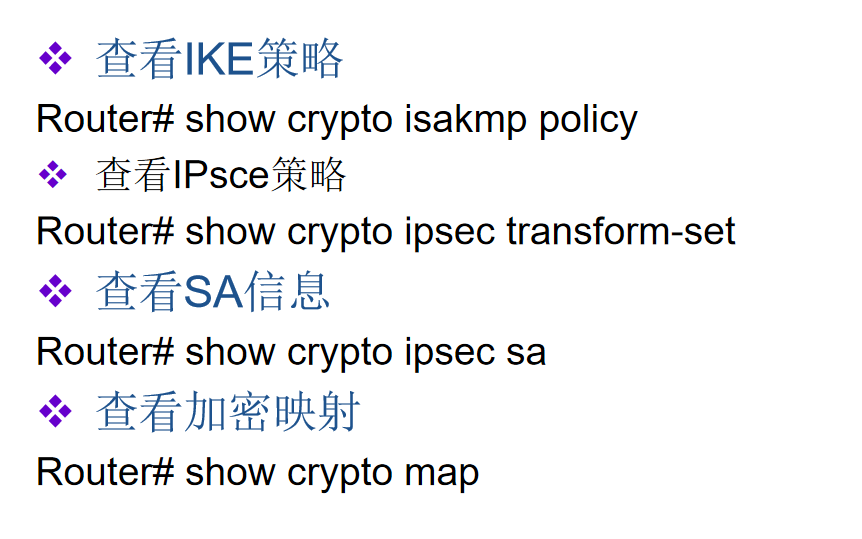 ❖ 查看IKE策略
Router# show crypto isakmp policy
❖ 查看IPsce策略
Router# show crypto ipsec transform-set
❖ 查看SA信息
Router# show crypto ipsec sa
❖ 查看加密映射
Router# show crypto map